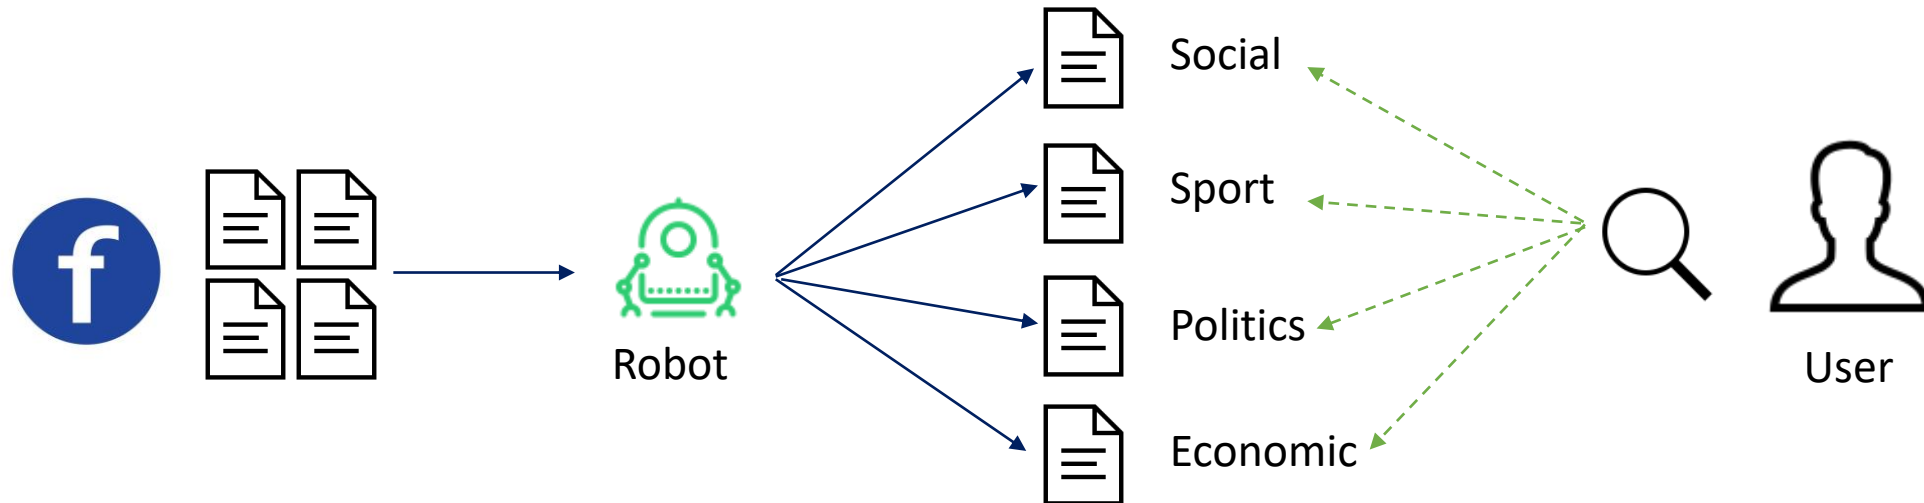 f
Robot
Social
Sport
Politics
Economic
User